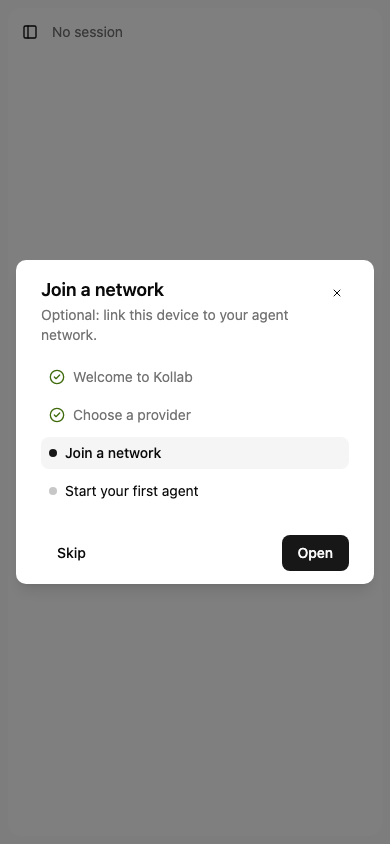 No session
Join a network
Optional: link this device to your agent
network.
Welcome to Kollab
Choose a provider
Join a network
Start your first agent
Skip
Open